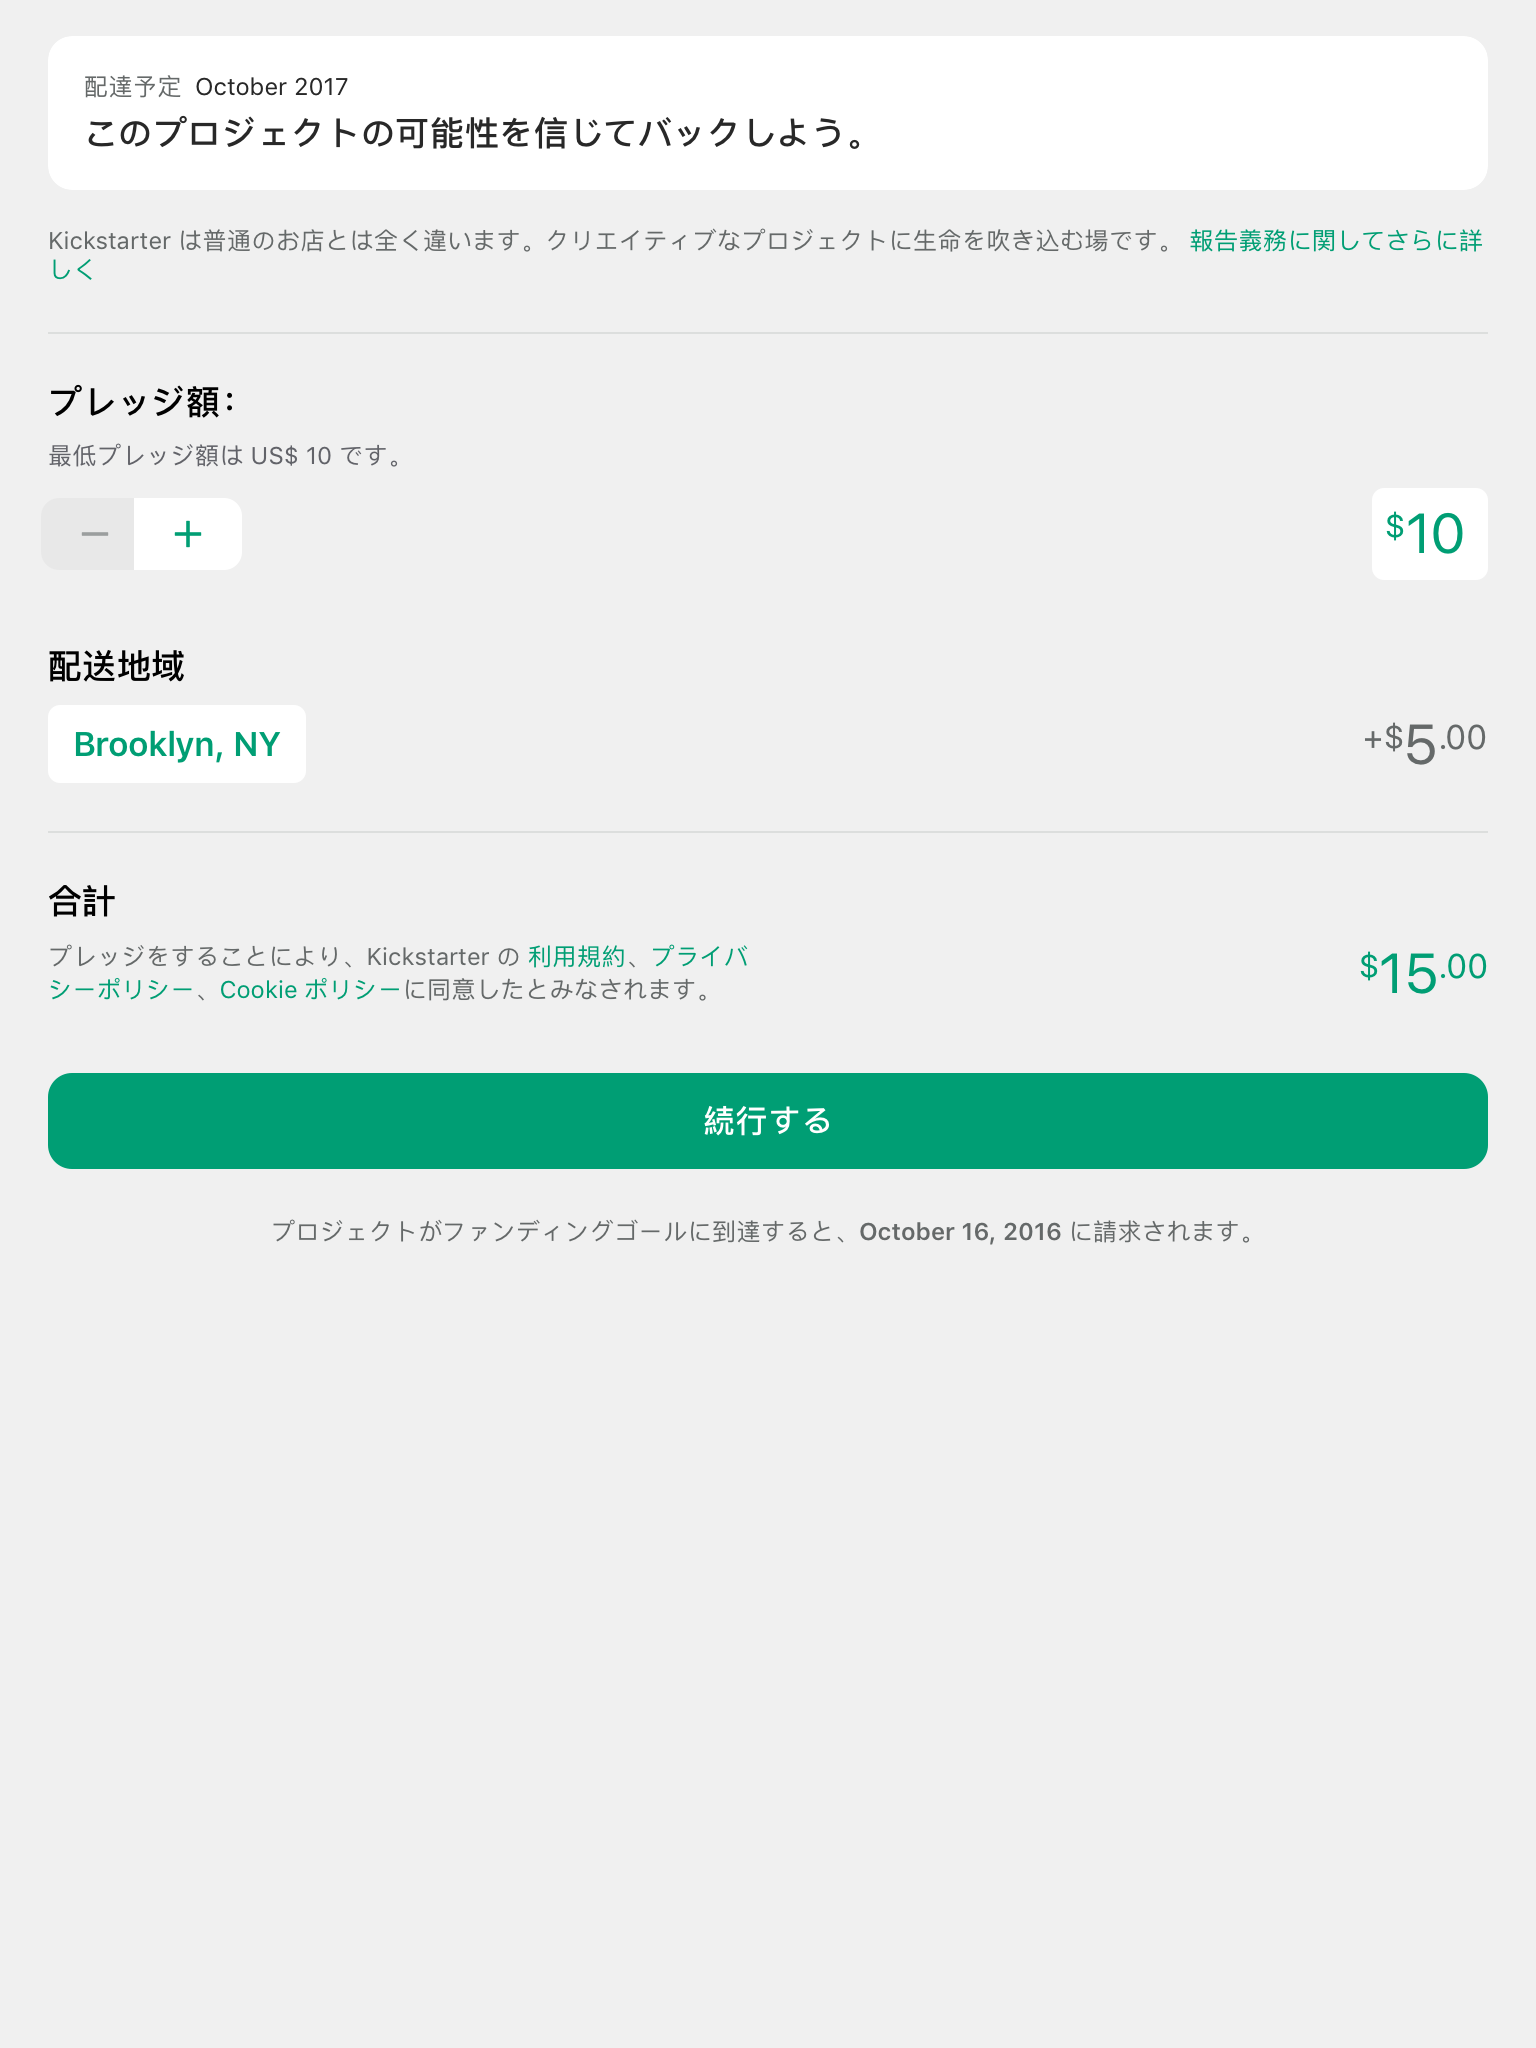 配達予定 October 2017
このプロジェクトの可能性を信じてバックしよう。
Kickstarter は普通のお店とは全く違います。クリエイティブなプロジェクトに生命を吹き込む場です。 報告義務に関してさらに詳
しく
プレッジ額：
最低プレッジ額は US$ 10 です。
− +
$10
配送地域
Brooklyn, NY
+$5.00
合計
プレッジをすることにより、Kickstarter の 利用規約、プライバ
シーポリシー、Cookie ポリシーに同意したとみなされます。
$15.00
続行する
プロジェクトがファンディングゴールに到達すると、October 16, 2016 に請求されます。